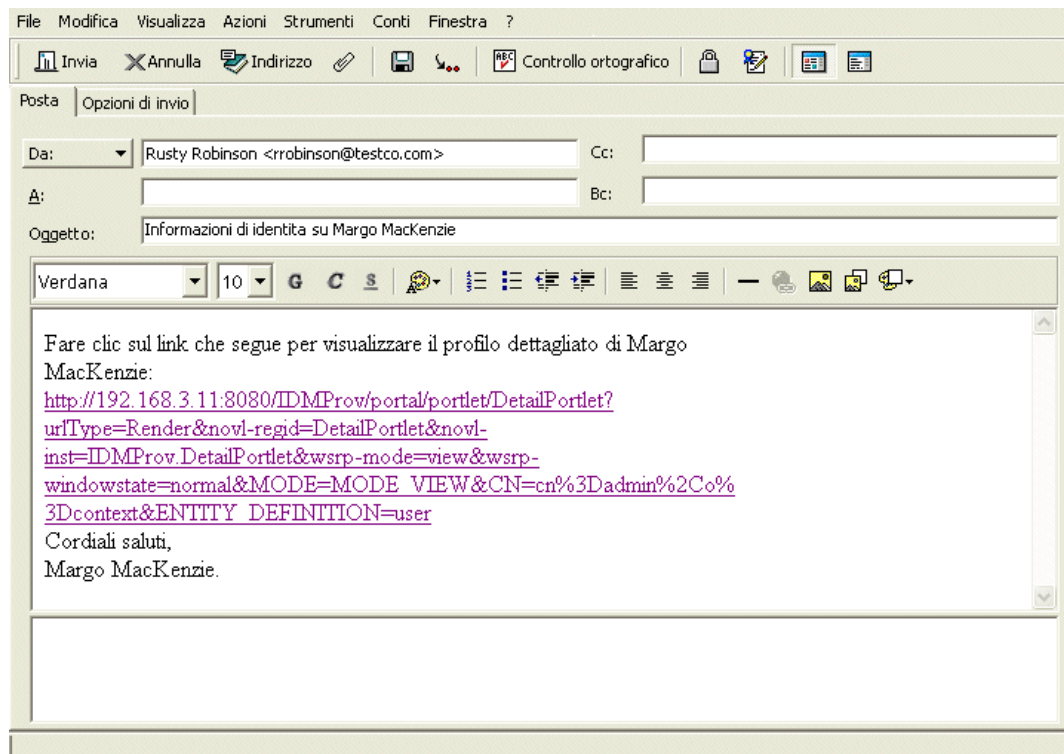 File Modifica Visualizza Azioni Strumenti Conti Finestra ?
Invia Annulla Indirizzo ABC Controllo ortografico
Posta Opzioni di invio
Da: Rusty Robinson <rrobinson@testco.com> Cc:
A: Bc:
Oggetto: Informazioni di identita su Margo MacKenzie
Verdana 10 G C S
Fare clic sul link che segue per visualizzare il profilo dettagliato di Margo
MacKenzie:
http://192.168.3.11:8080/IDMProv/portal/portlet/DetailPortlet?
urlType=Render&novl-regid=DetailPortlet&novl-
inst=IDMProv.DetailPortlet&wsrp-mode=view&wsrp-
windowstate=normal&MODE=MODE_VIEW&CN=cn%3Dadmin%2Co%
3Dcontext&ENTITY_DEFINITION=user
Cordiali saluti,
Margo MacKenzie.